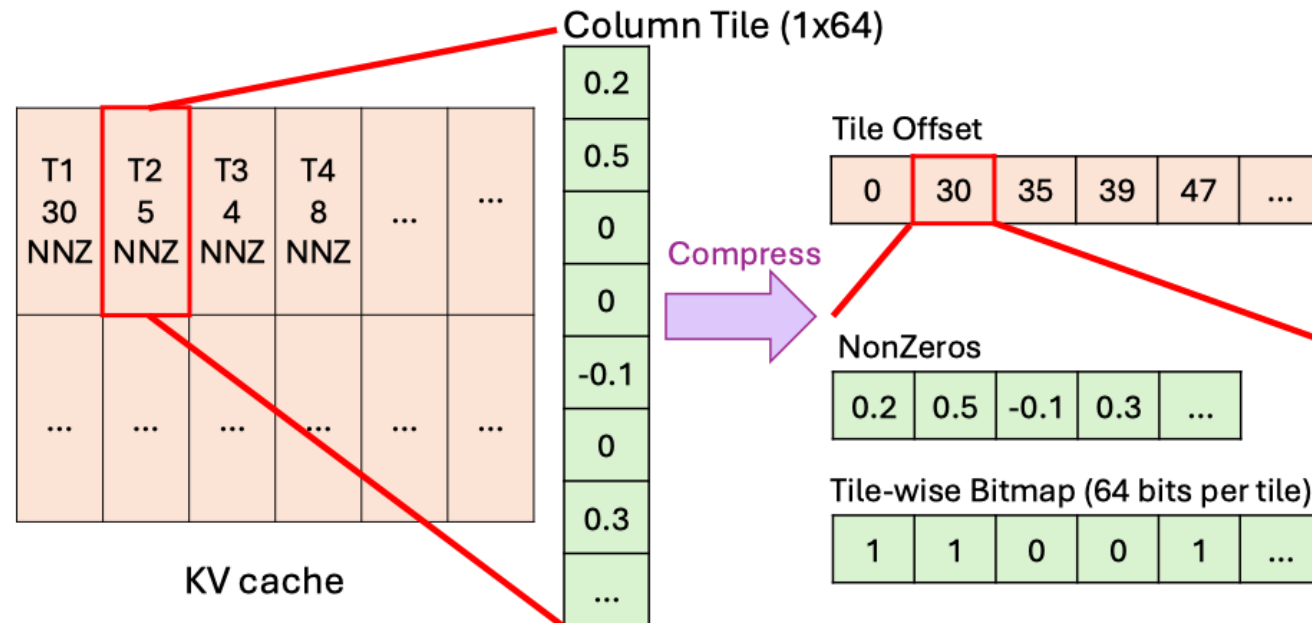 Column Tile (1x64)
T1
30
NNZ
T2
5
NNZ
T3
4
NNZ
T4
8
NNZ
...
...
...
...
...
...
...
...
KV cache
0.2
0.5
0
0
-0.1
0
0.3
...
Compress
Tile Offset
0 30 35 39 47 ...
NonZeros
0.2 0.5 -0.1 0.3 ...
Tile-wise Bitmap (64 bits per tile)
1 1 0 0 1 ...